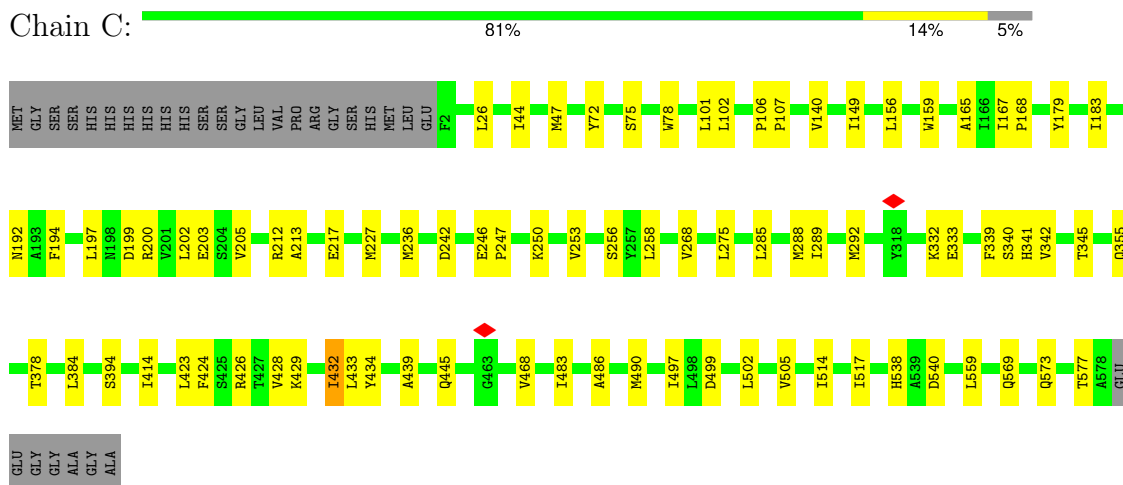 Chain C:
81% 14% 5%
MET GLY SER SER HIS HIS HIS HIS HIS HIS SER SER GLY LEU VAL PRO ARG GLY SER HIS MET LEU GLU F2 L26 I44 M47 Y72 S75 W78 L101 L102 P106 P107 V140 I149 L156 W159 A165 I166 I167 P168 Y179 I183
N192 A193 F194 L197 N198 D199 R200 V201 L202 E203 S204 V205 R212 A213 E217 M227 M236 D242 E246 P247 K250 V253 S256 Y257 L258 V268 L275 L285 M288 I289 M292 Y318 K332 E333 F339 S340 H341 V342 T345 Q355
T378 L384 S394 I414 L423 F424 S425 R426 T427 V428 K429 I432 L433 Y434 A439 Q445 G463 V468 I483 A486 M490 I497 L498 D499 L502 V505 I514 I517 H538 A539 D540 L559 Q569 Q573 T577 A578 GLU
GLU GLY GLY ALA GLY ALA